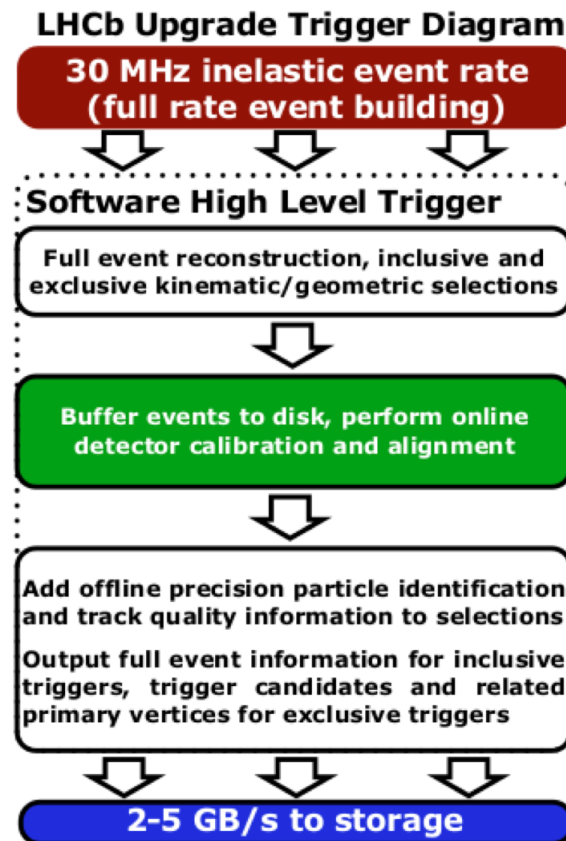 LHCb Upgrade Trigger Diagram
30 MHz inelastic event rate
(full rate event building)
Software High Level Trigger
Full event reconstruction, inclusive and
exclusive kinematic/geometric selections
Buffer events to disk, perform online
detector calibration and alignment
Add offline precision particle identification
and track quality information to selections
Output full event information for inclusive
triggers, trigger candidates and related
primary vertices for exclusive triggers
2-5 GB/s to storage